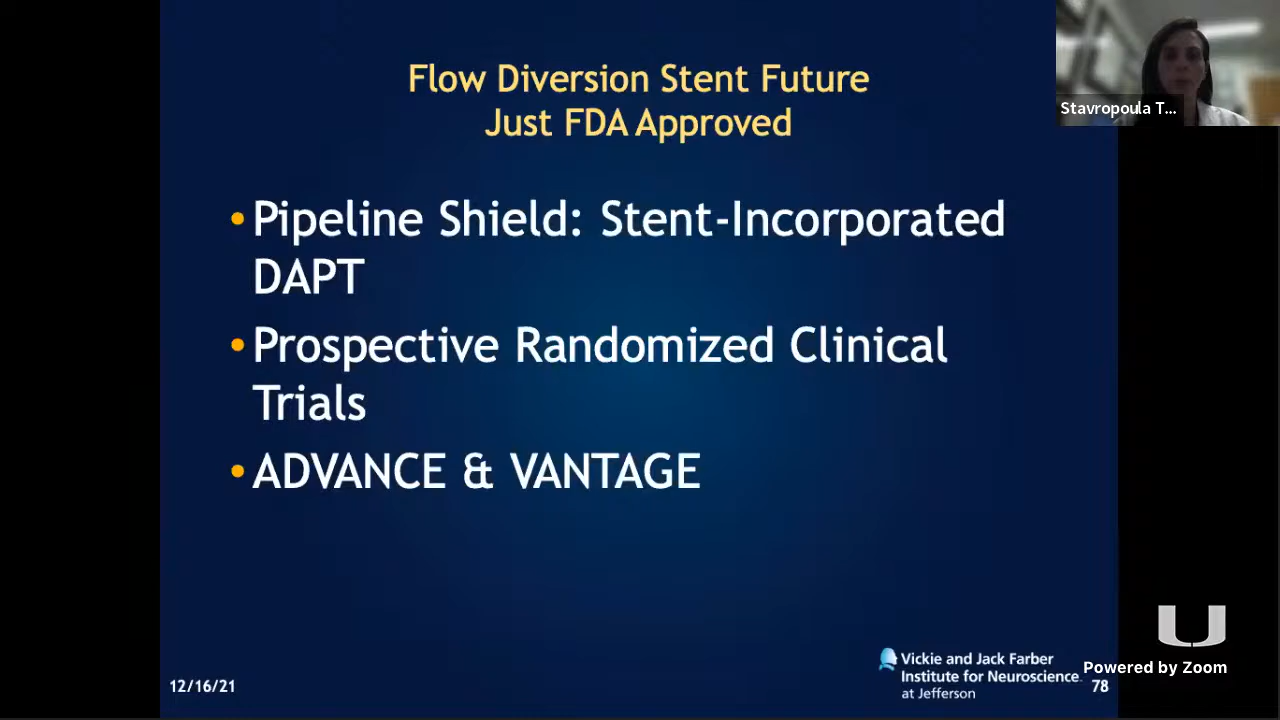 Flow Diversion Stent Future
Just FDA Approved
Stavropoula T...
•Pipeline Shield: Stent-Incorporated
DAPT
•Prospective Randomized Clinical
Trials
•ADVANCE & VANTAGE
12/16/21
Vickie and Jack Farber
Institute for Neuroscience
at Jefferson
78
U
Powered by Zoom